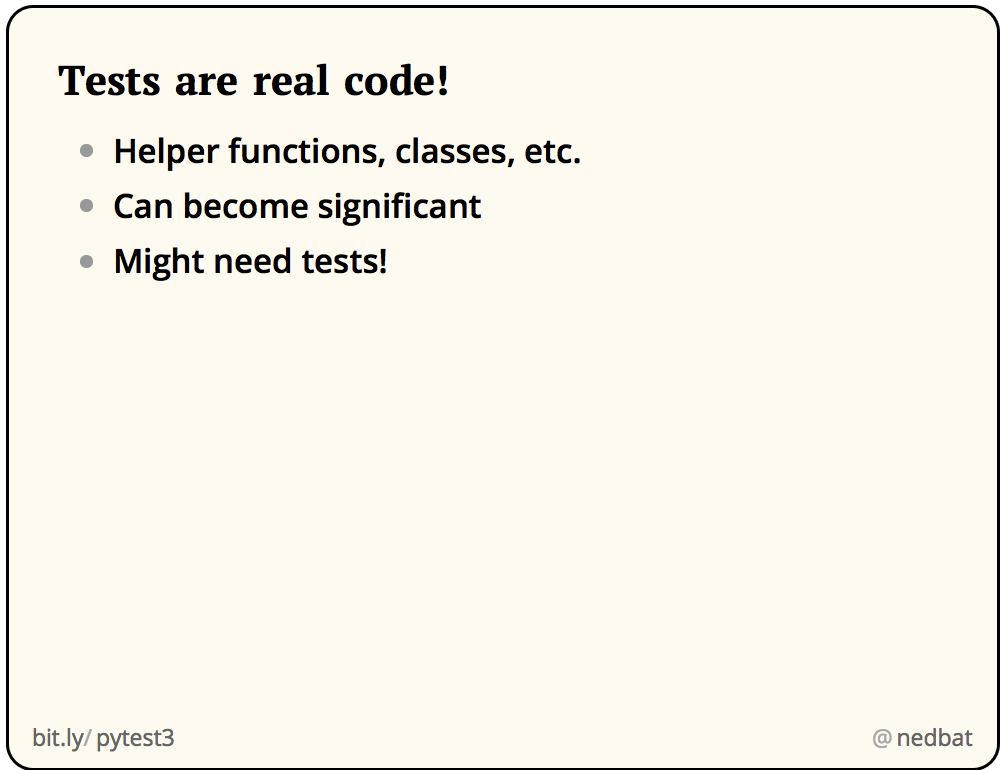 Tests are real code!
Helper functions, classes, etc.
Can become significant
Might need tests!
bit.ly/pytest3
@nedbat